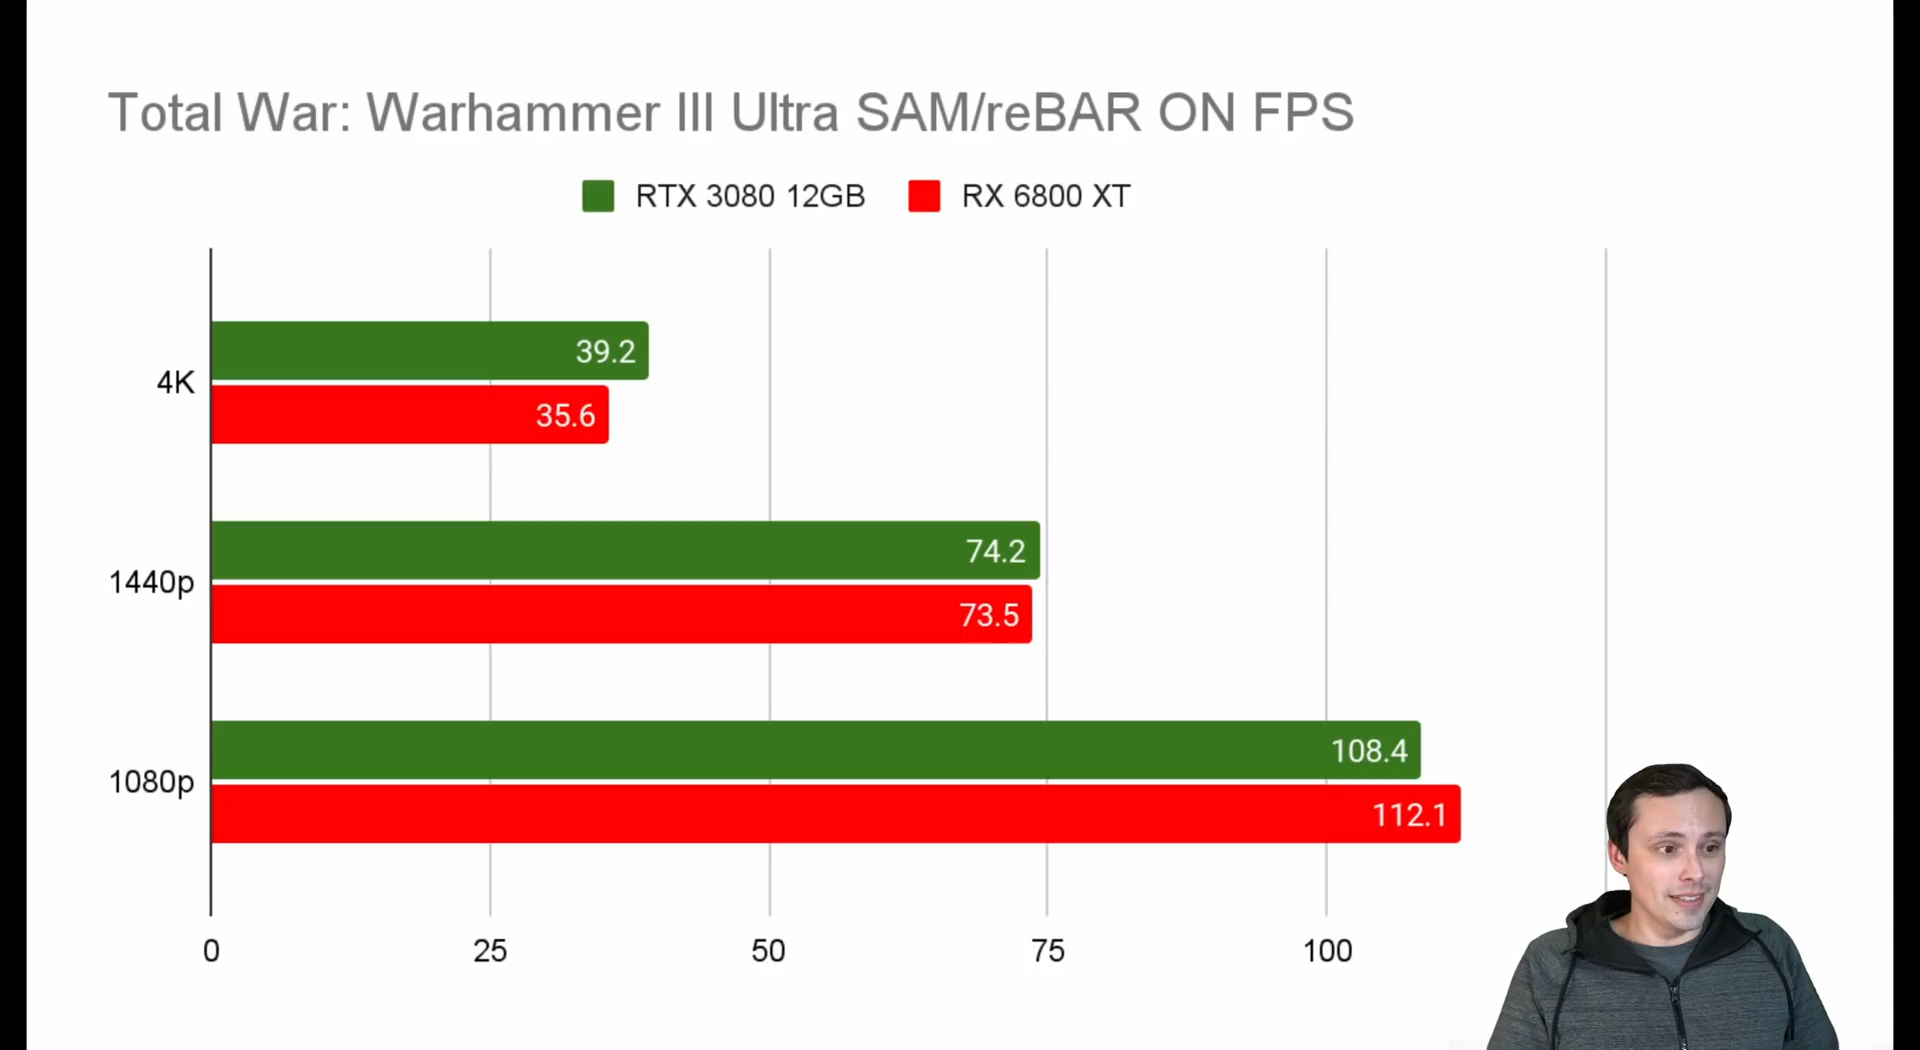 Total War: Warhammer III Ultra SAM/reBAR ON FPS
RTX 3080 12GB RX 6800 XT
39.2
4K
35.6
74.2
1440p
73.5
108.4
1080p
112.1
0 25 50 75 100